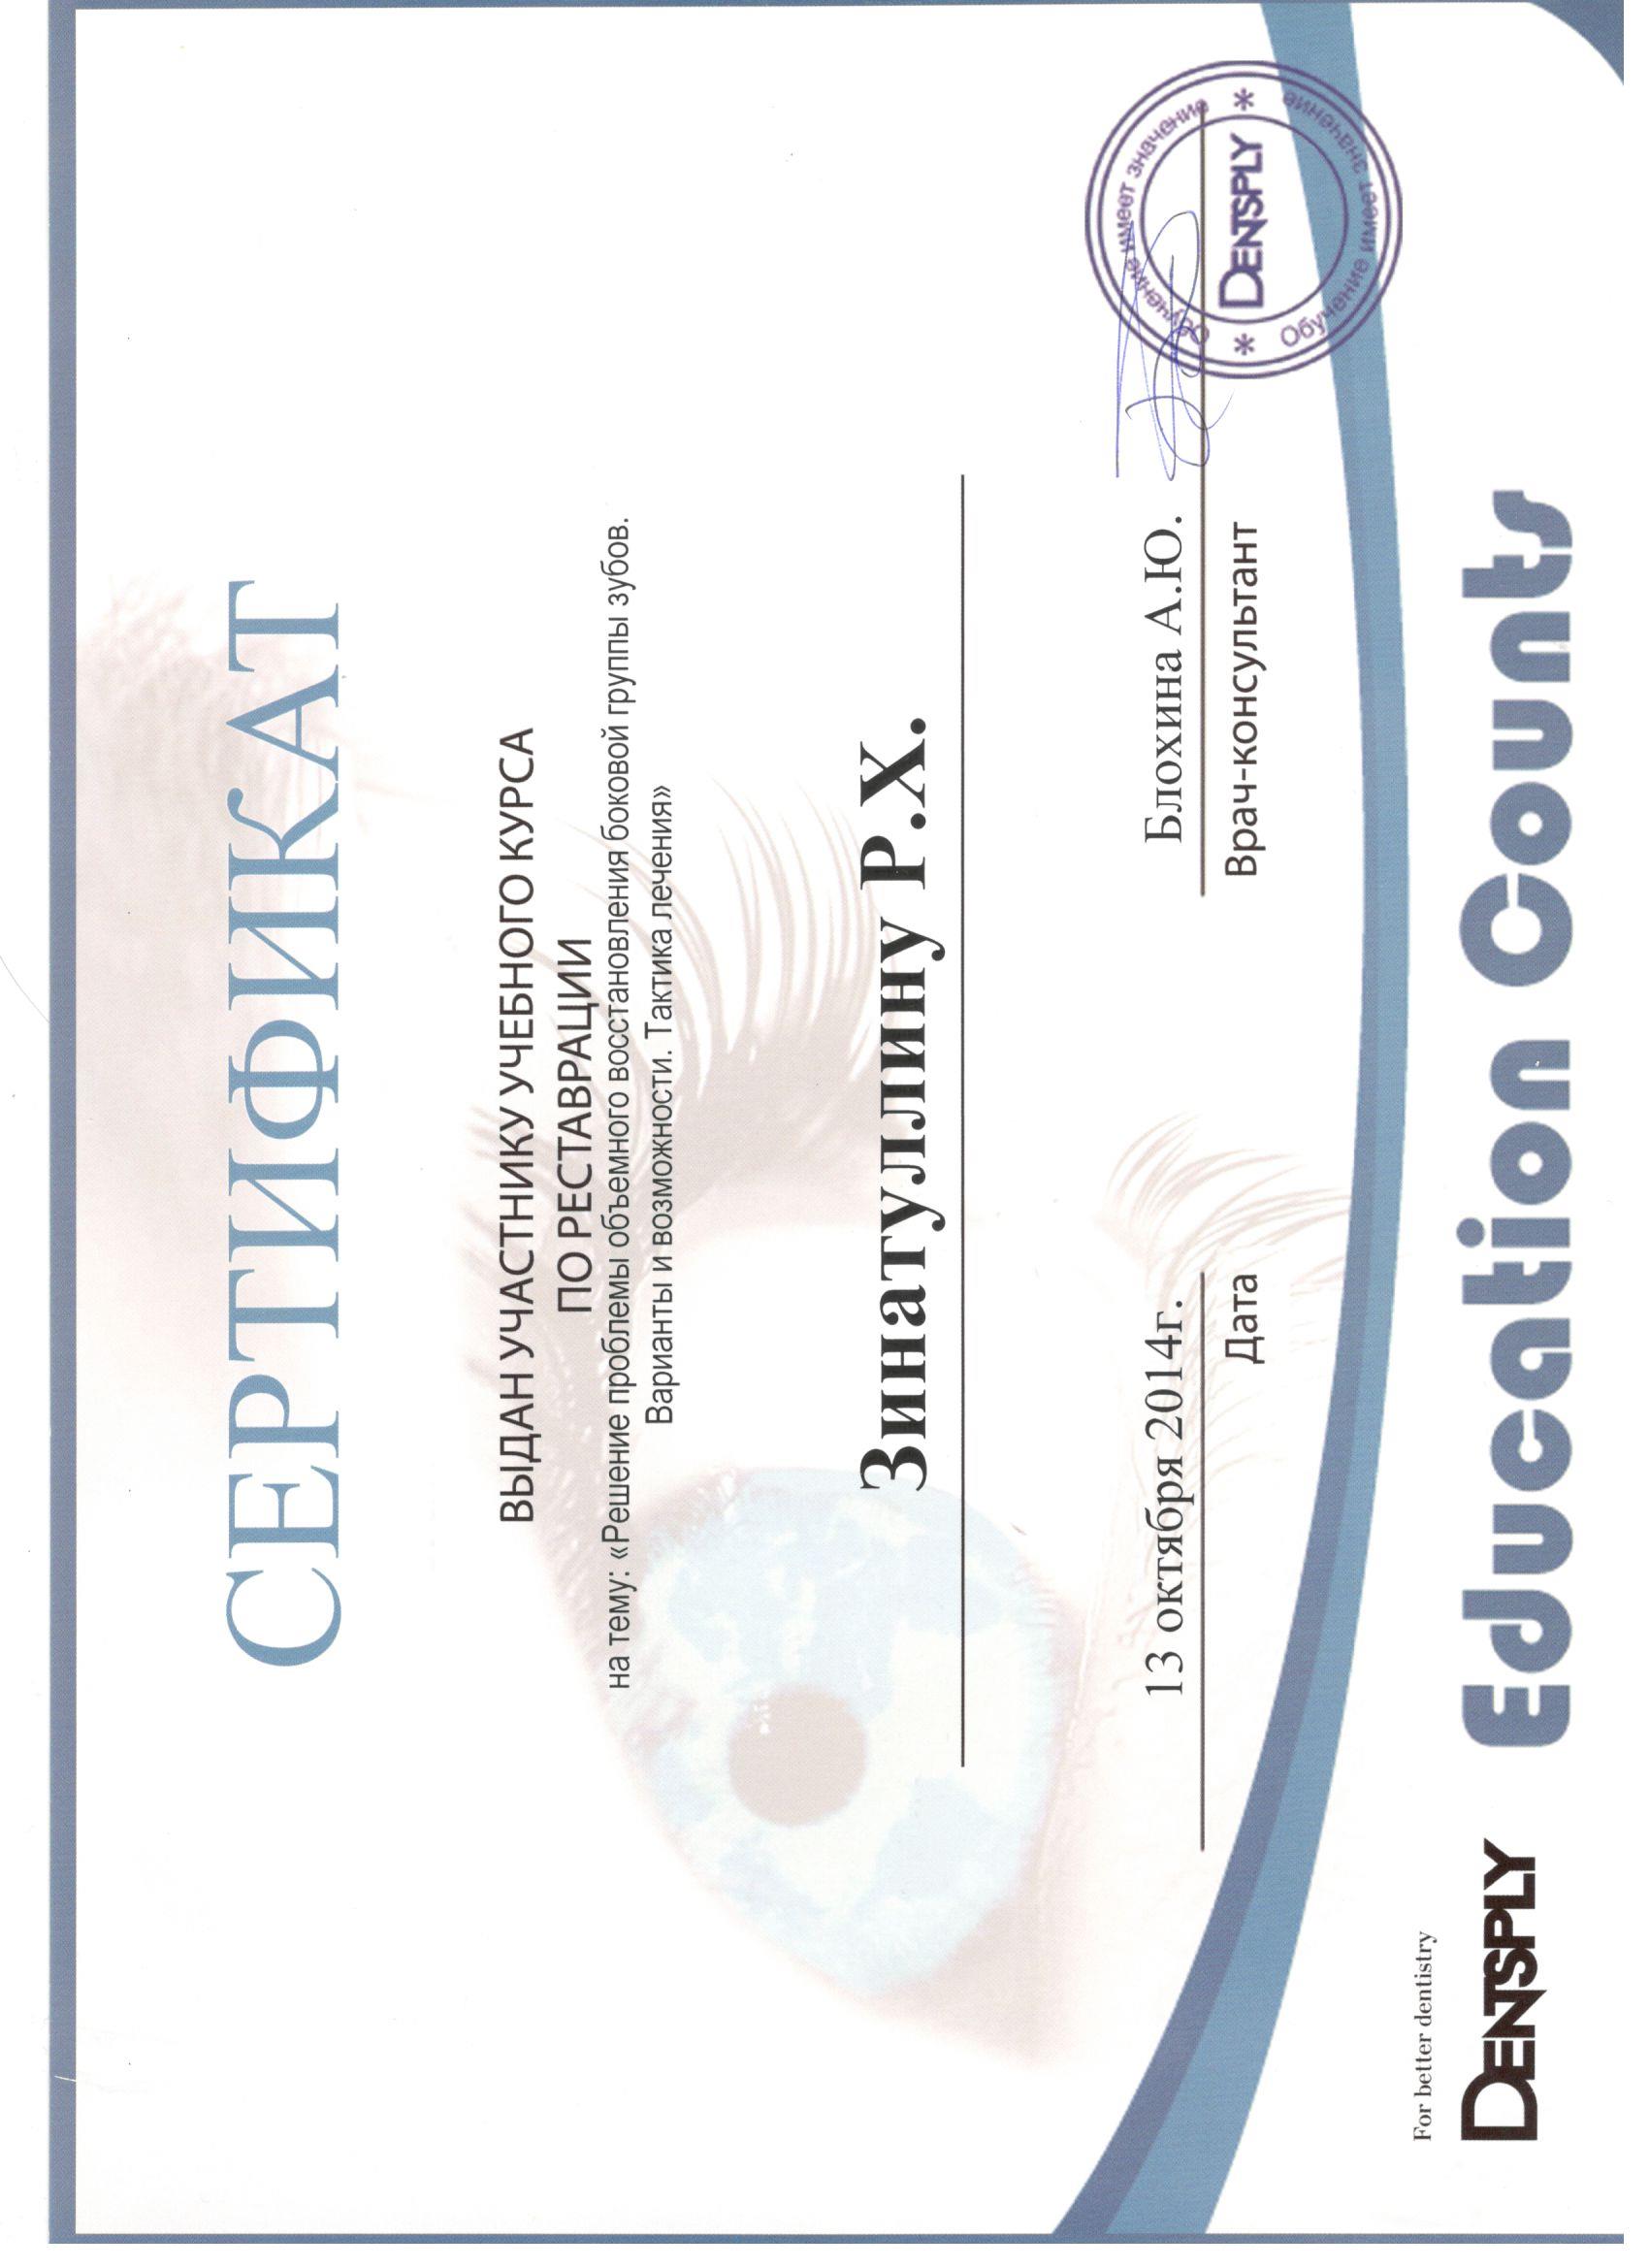 СЕРТИФИКАТ
ВЫДАН УЧАСТНИКУ УЧЕБНОГО КУРСА
ПО РЕСТАВРАЦИИ
на тему: «Решение проблемы объемного восстановления боковой группы зубов.
Варианты и возможности. Тактика лечения»
Зинатуллину Р.Х.
13 октября 2014г.
Дата
Блохина А.Ю.
Врач-консультант
Обучение имеет значение
* DENTSPLY *
Обучение имеет значение
For better dentistry
DENTSPLY
Education Counts